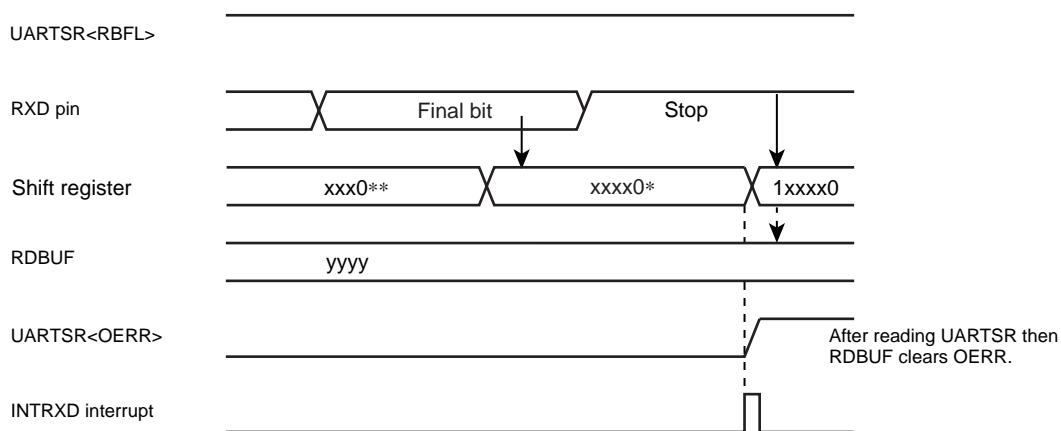 UARTSR<RBFL>
RXD pin
Final bit
Stop
Shift register
xxx0**
xxxx0*
1xxxx0
RDBUF
yyyy
UARTSR<OERR>
After reading UARTSR then
RDBUF clears OERR.
INTRXD interrupt